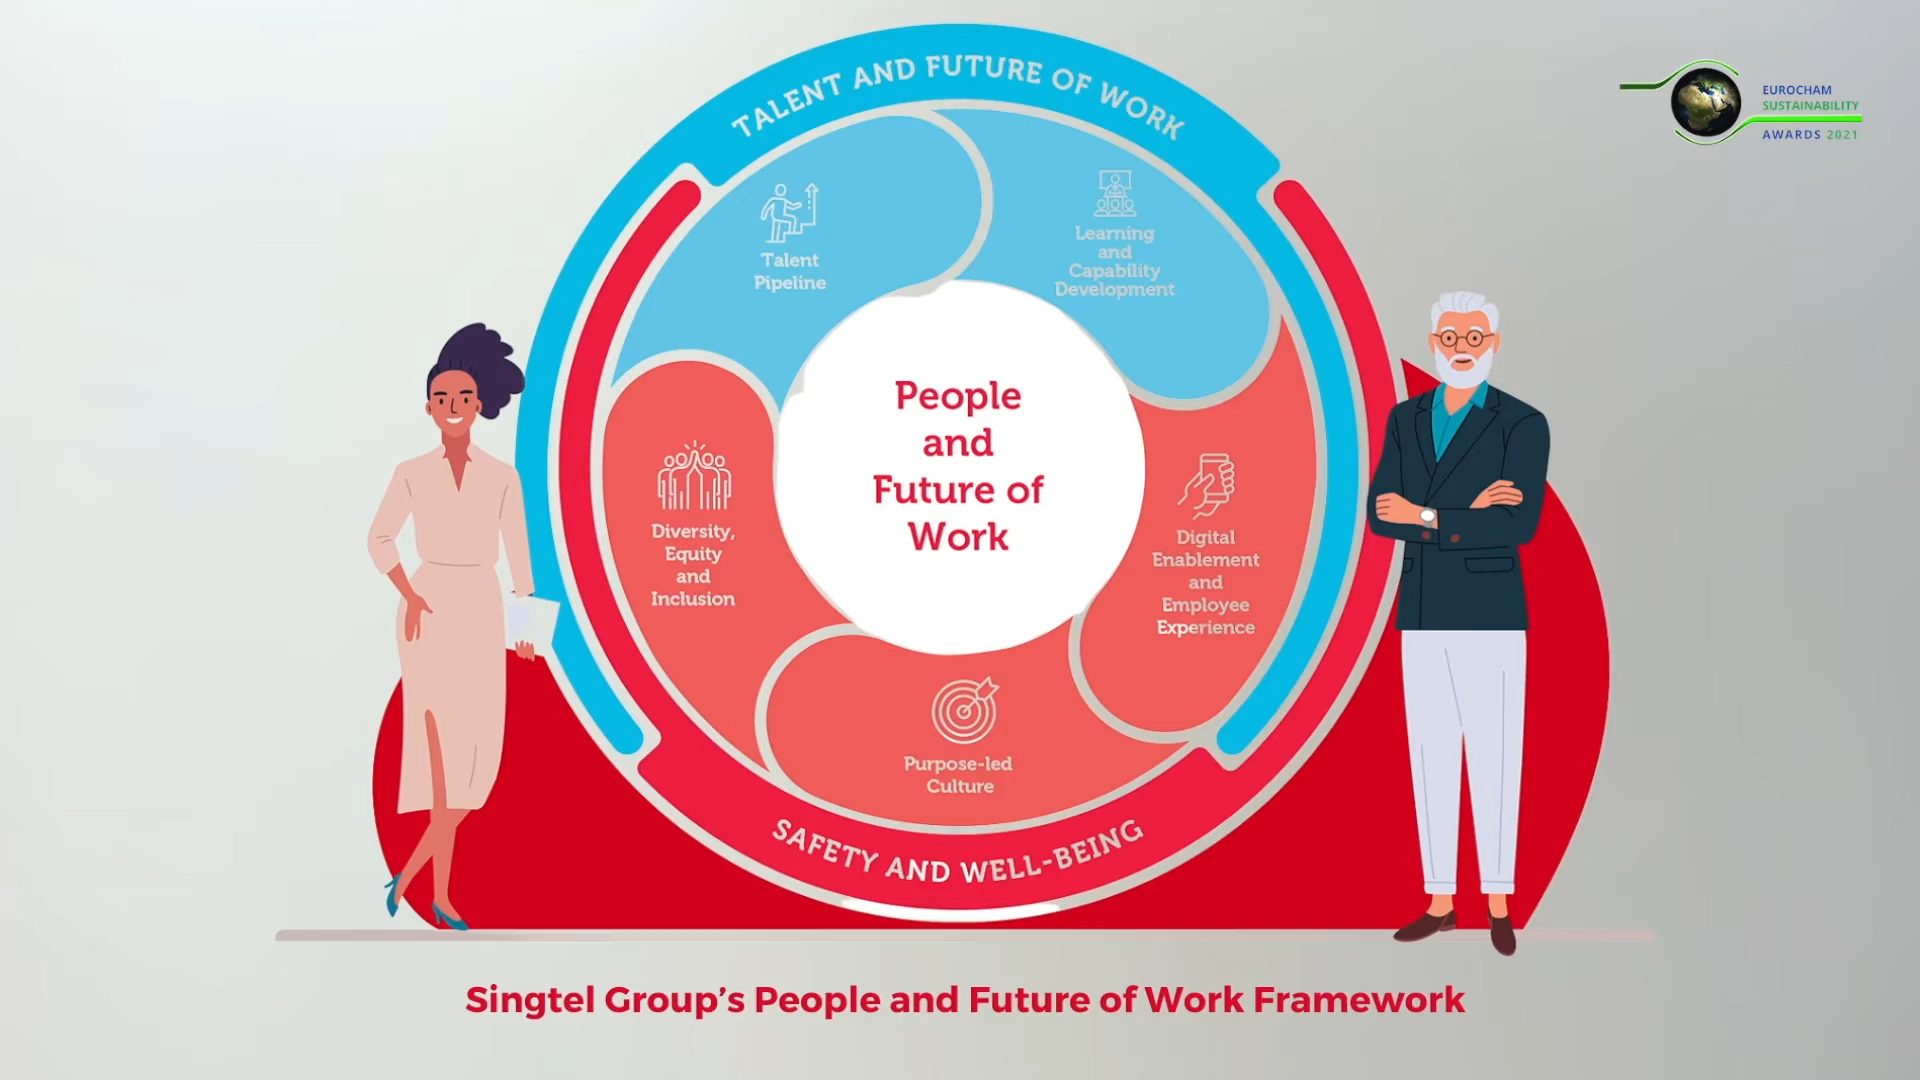 TALENT AND FUTURE OF WORK
EUROCHAM
SUSTAINABILITY
AWARDS 2021
Talent
Pipeline
Learning
and
Capability
Development
People
and
Future of
Work
Diversity,
Equity
and
Inclusion
Digital
Enablement
and
Employee
Experience
Purpose-led
Culture
SAFETY AND WELL-BEING
Singtel Group’s People and Future of Work Framework